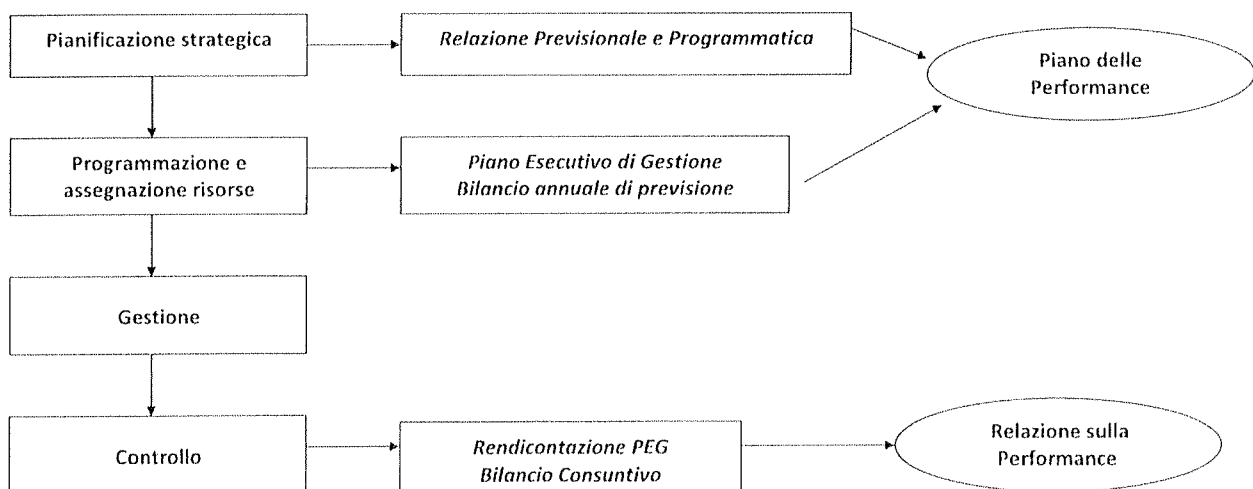 Pianificazione strategica
Relazione Previsionale e Programmatica
Piano delle
Performance
Programmazione e
assegnazione risorse
Piano Esecutivo di Gestione
Bilancio annuale di previsione
Gestione
Controllo
Rendicontazione PEG
Bilancio Consuntivo
Relazione sulla
Performance